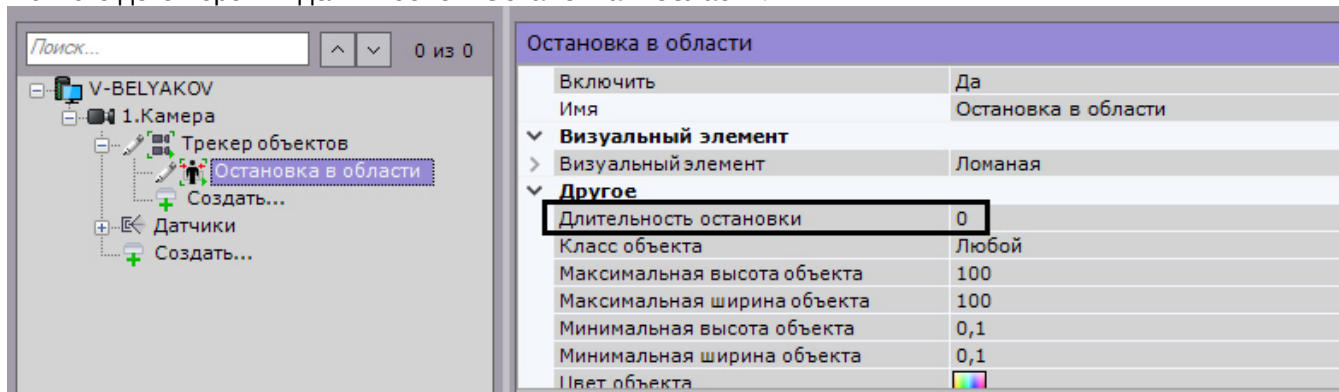 Поиск...
0 из 0
V-BELYAKOV
1.Камера
Трекер объектов
Остановка в области
Создать...
Датчики
Создать...
Остановка в области
Включить Да
Имя Остановка в области
Визуальный элемент
Визуальный элемент Ломаная
Другое
Длительность остановки 0
Класс объекта Любой
Максимальная высота объекта 100
Максимальная ширина объекта 100
Минимальная высота объекта 0,1
Минимальная ширина объекта 0,1
Цвет объекта